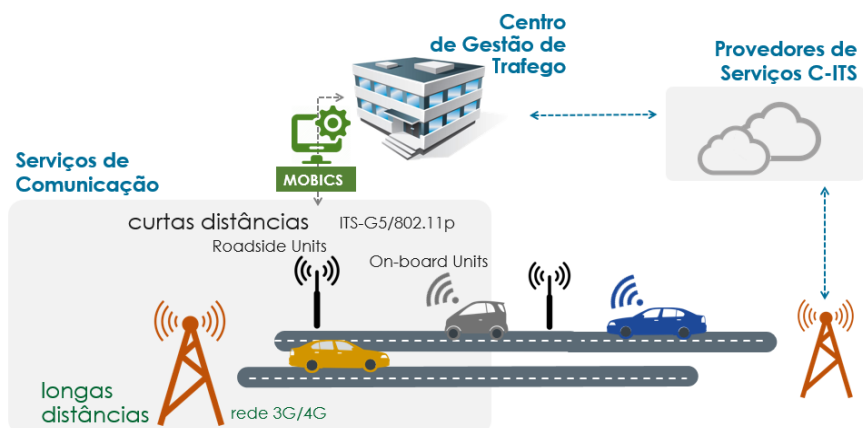 Centro
de Gestão de
Trafego
Provedores de
Serviços C-ITS
MOBICS
Serviços de
Comunicação
curtas distâncias
ITS-G5/802.11p
Roadside Units
On-board Units
longas
distâncias
rede 3G/4G